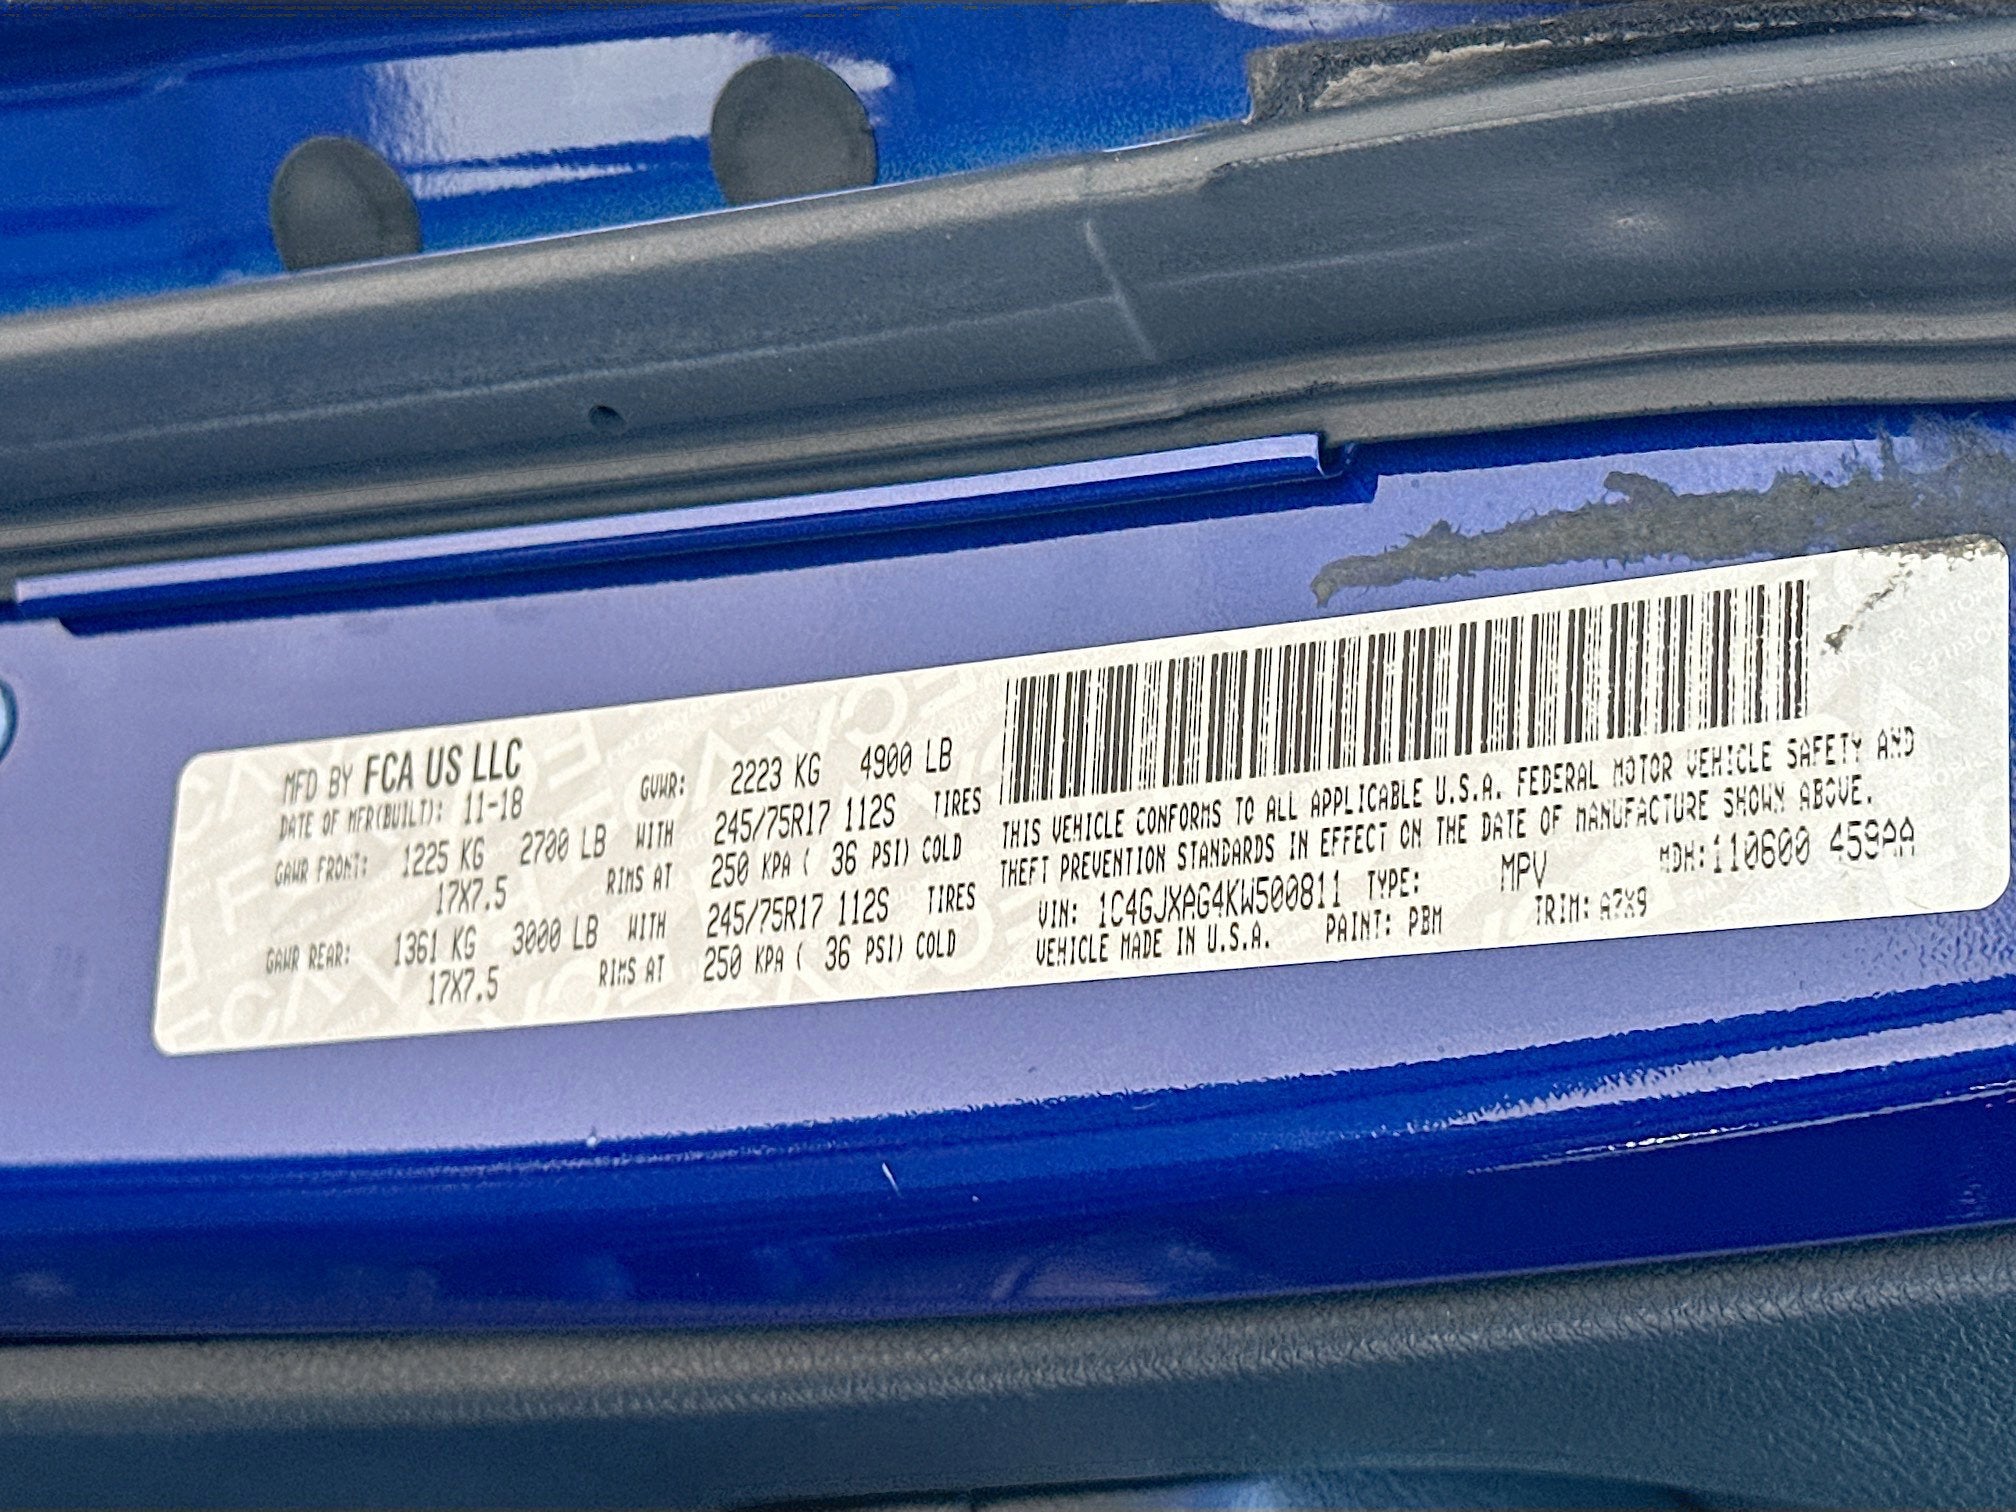 MFD BY FCA US LLC
DATE OF MFR(BUILT): 11-18 GVWR: 2223 KG 4900 LB
GAWR FRONT: 1225 KG 2700 LB WITH 245/75R17 112S TIRES
17X7.5 RIMS AT 250 KPA ( 36 PSI) COLD
GAWR REAR: 1361 KG 3000 LB WITH 245/75R17 112S TIRES
17X7.5 RIMS AT 250 KPA ( 36 PSI) COLD
THIS VEHICLE CONFORMS TO ALL APPLICABLE U.S.A. FEDERAL MOTOR VEHICLE SAFETY AND
THEFT PREVENTION STANDARDS IN EFFECT ON THE DATE OF MANUFACTURE SHOWN ABOVE.
VIN: 1C4GJXAG4KW500811 TYPE: MPV MDH: 110600 459AA
VEHICLE MADE IN U.S.A. PAINT: PBM TRIM: A7X9